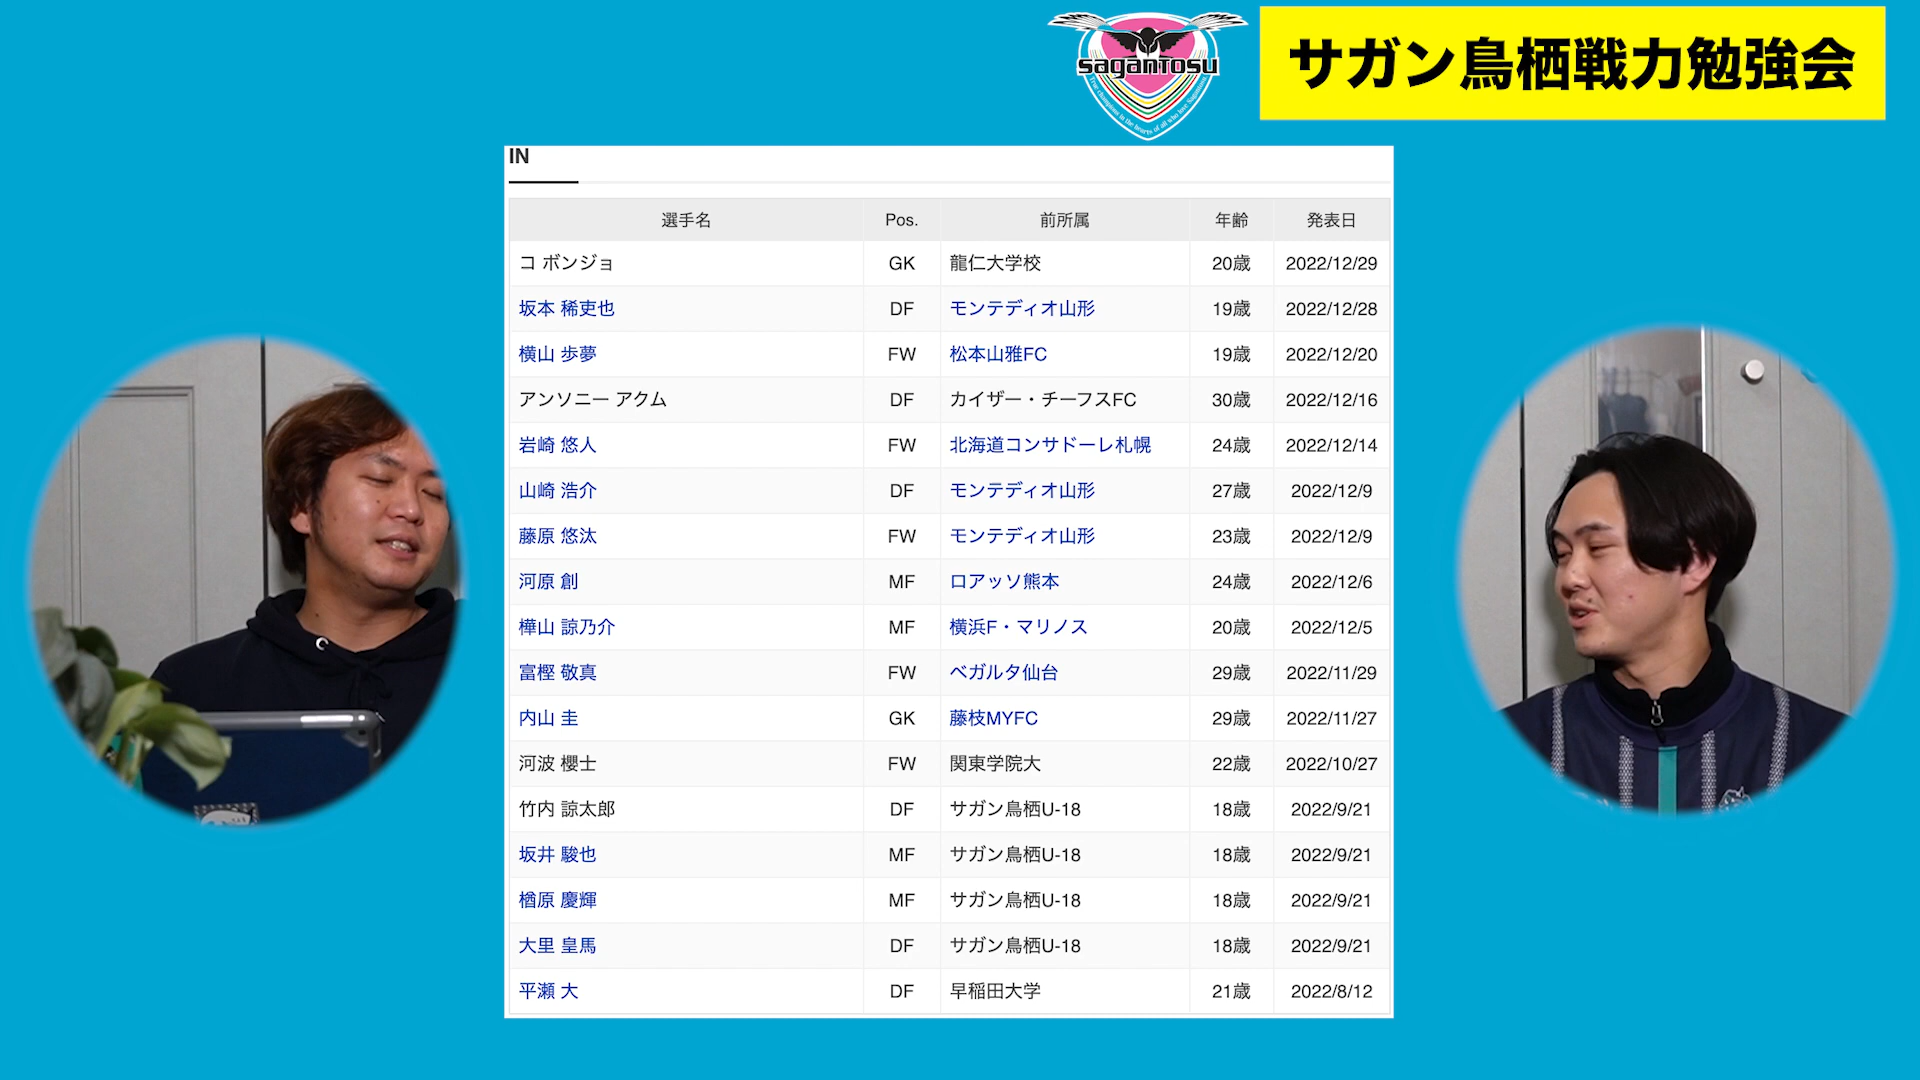 sagantosu
サガン鳥栖戦力勉強会
IN
選手名 Pos. 前所属 年齢 発表日
コ ボンジョ GK 龍仁大学校 20歳 2022/12/29
坂本 稀吏也 DF モンテディオ山形 19歳 2022/12/28
横山 歩夢 FW 松本山雅FC 19歳 2022/12/20
アンソニー アクム DF カイザー・チーフスFC 30歳 2022/12/16
岩崎 悠人 FW 北海道コンサドーレ札幌 24歳 2022/12/14
山崎 浩介 DF モンテディオ山形 27歳 2022/12/9
藤原 悠汰 FW モンテディオ山形 23歳 2022/12/9
河原 創 MF ロアッソ熊本 24歳 2022/12/6
樺山 諒乃介 MF 横浜F・マリノス 20歳 2022/12/5
富樫 敬真 FW ベガルタ仙台 29歳 2022/11/29
内山 圭 GK 藤枝MYFC 29歳 2022/11/27
河波 櫻士 FW 関東学院大 22歳 2022/10/27
竹内 諒太郎 DF サガン鳥栖U-18 18歳 2022/9/21
坂井 駿也 MF サガン鳥栖U-18 18歳 2022/9/21
楢原 慶輝 MF サガン鳥栖U-18 18歳 2022/9/21
大里 皇馬 DF サガン鳥栖U-18 18歳 2022/9/21
平瀬 大 DF 早稲田大学 21歳 2022/8/12